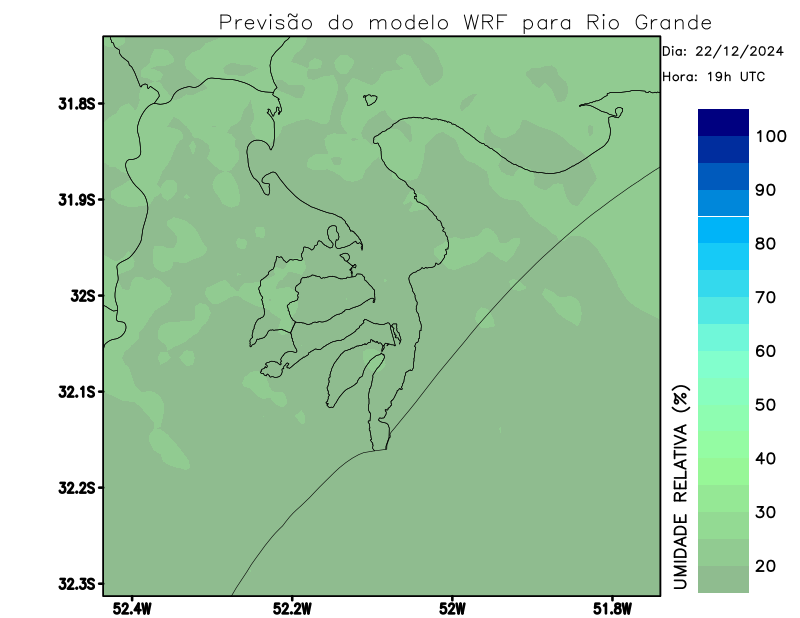 Previsão do modelo WRF para Rio Grande
Dia: 22/12/2024
Hora: 19h UTC
31.8S
31.9S
32S
32.1S
32.2S
32.3S
52.4W
52.2W
52W
51.8W
UMIDADE RELATIVA (%)
100
90
80
70
60
50
40
30
20